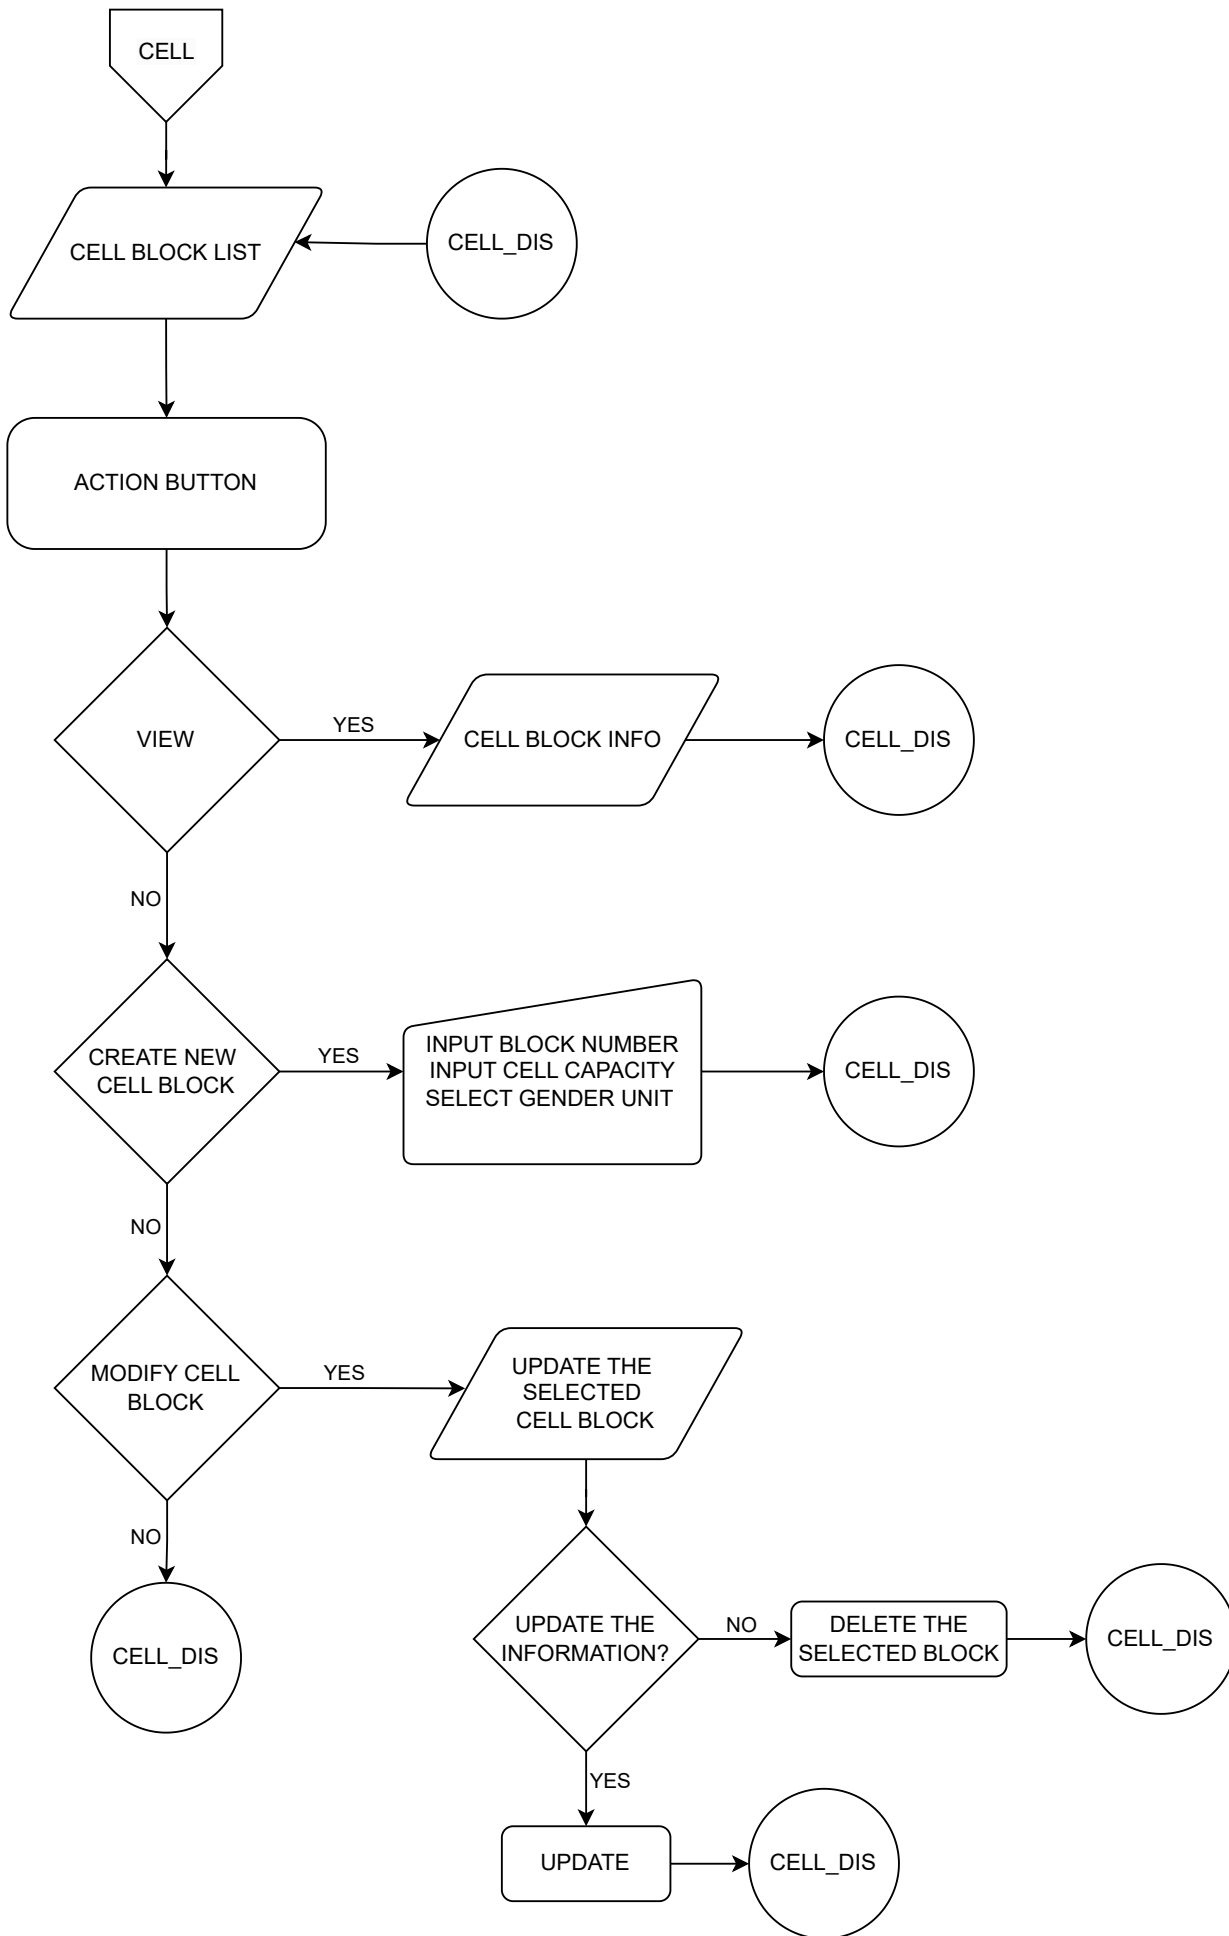 CELL
CELL BLOCK LIST
CELL_DIS
ACTION BUTTON
VIEW
YES
CELL BLOCK INFO
CELL_DIS
NO
CREATE NEW
CELL BLOCK
YES
INPUT BLOCK NUMBER
INPUT CELL CAPACITY
SELECT GENDER UNIT
CELL_DIS
NO
MODIFY CELL
BLOCK
YES
UPDATE THE
SELECTED
CELL BLOCK
NO
CELL_DIS
UPDATE THE
INFORMATION?
NO
DELETE THE
SELECTED BLOCK
CELL_DIS
YES
UPDATE
CELL_DIS